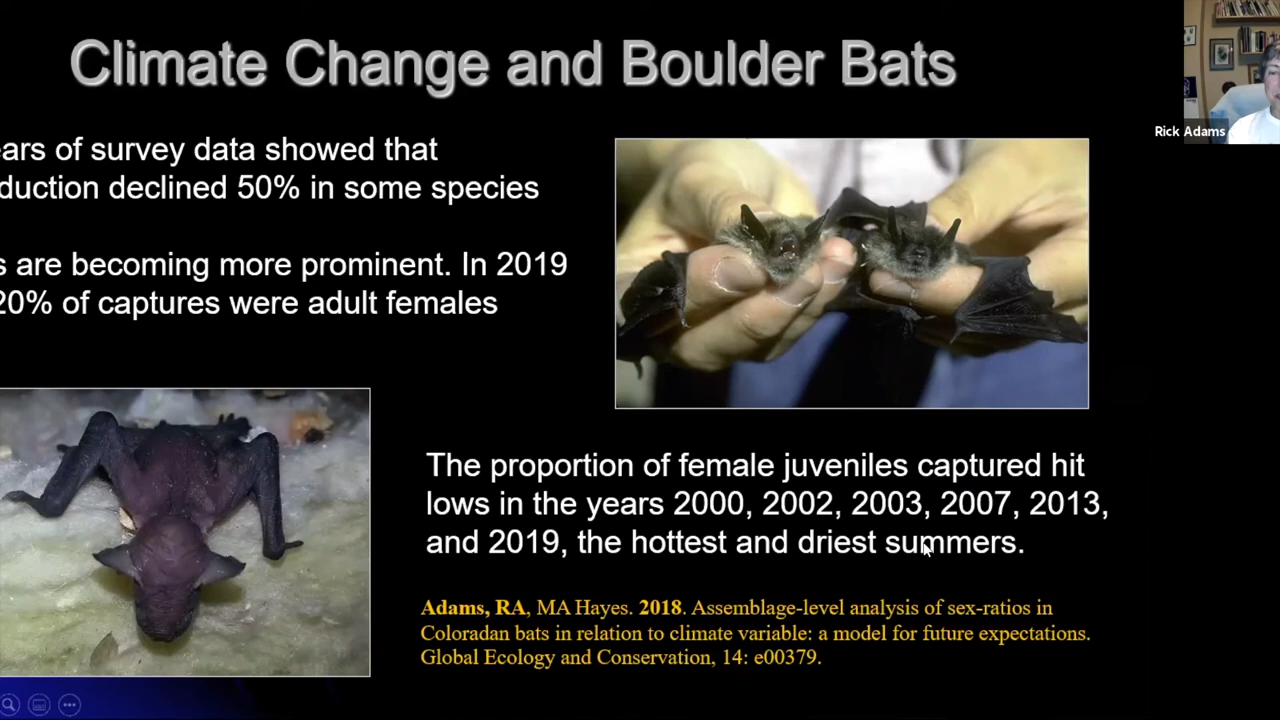 Climate Change and Boulder Bats
Rick Adams
ears of survey data showed that
duction declined 50% in some species
s are becoming more prominent. In 2019
20% of captures were adult females
The proportion of female juveniles captured hit
lows in the years 2000, 2002, 2003, 2007, 2013,
and 2019, the hottest and driest summers.
Adams, RA, MA Hayes. 2018. Assemblage-level analysis of sex-ratios in
Coloradan bats in relation to climate variable: a model for future expectations.
Global Ecology and Conservation, 14: e00379.